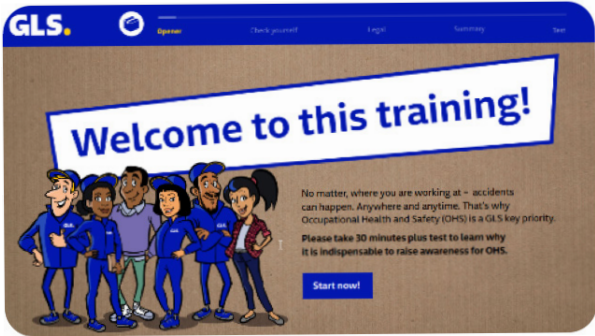 GLS.
Opener
Check yourself
Legal
Summary
Test
Welcome to this training!
No matter, where you are working at – accidents
can happen. Anywhere and anytime. That's why
Occupational Health and Safety (OHS) is a GLS key priority.
Please take 30 minutes plus test to learn why
it is indispensable to raise awareness for OHS.
Start now!